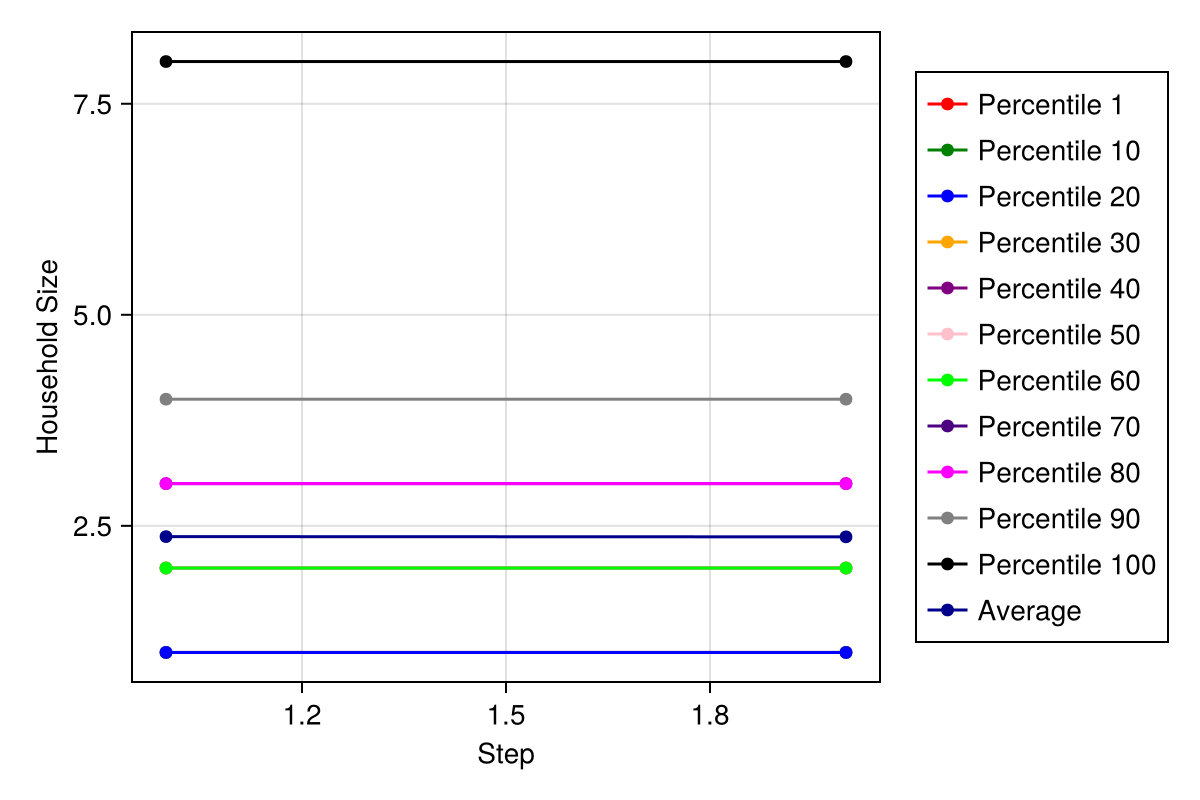 7.5
5.0
2.5
Household Size
1.2
1.5
1.8
Step
Percentile 1
Percentile 10
Percentile 20
Percentile 30
Percentile 40
Percentile 50
Percentile 60
Percentile 70
Percentile 80
Percentile 90
Percentile 100
Average